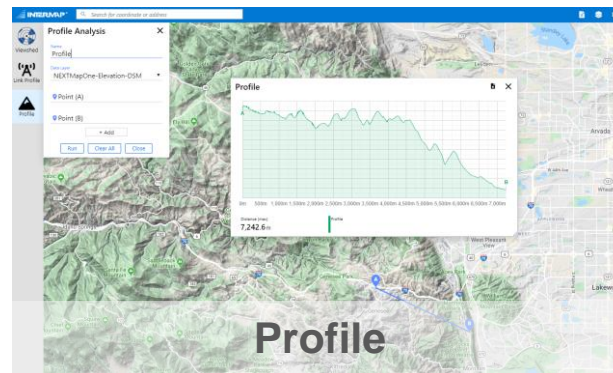 INTERMAP
Search for coordinate or address
Viewshed
Link Profile
Profile
Profile Analysis
Name
Profile
Data Layer
NEXTMapOne-Elevation-DSM
Point (A)
Point (B)
+ Add
Run
Clear All
Close
Profile
A
B
0m 500m 1,000m 1,500m 2,000m 2,500m 3,000m 3,500m 4,000m 4,500m 5,000m 5,500m 6,000m 6,500m 7,000m
Distance (max)
7,242.6 m
Profile
Arvada
West Pleasant
View
Lakew
Profile